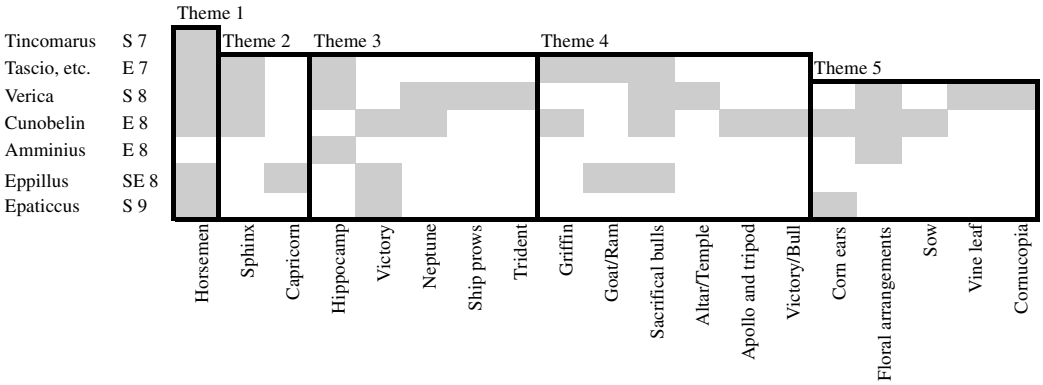 Theme 1
Tincomarus S 7 Theme 2 Theme 3 Theme 4
Tascio, etc. E 7 Theme 5
Verica S 8
Cunobelin E 8
Amminius E 8
Eppillus SE 8
Epaticcus S 9
Horsemen
Sphinx
Capricorn
Hippocamp
Victory
Neptune
Ship prows
Trident
Griffin
Goat/Ram
Sacrifical bulls
Altar/Temple
Apollo and tripod
Victory/Bull
Corn ears
Floral arrangements
Sow
Vine leaf
Cornucopia